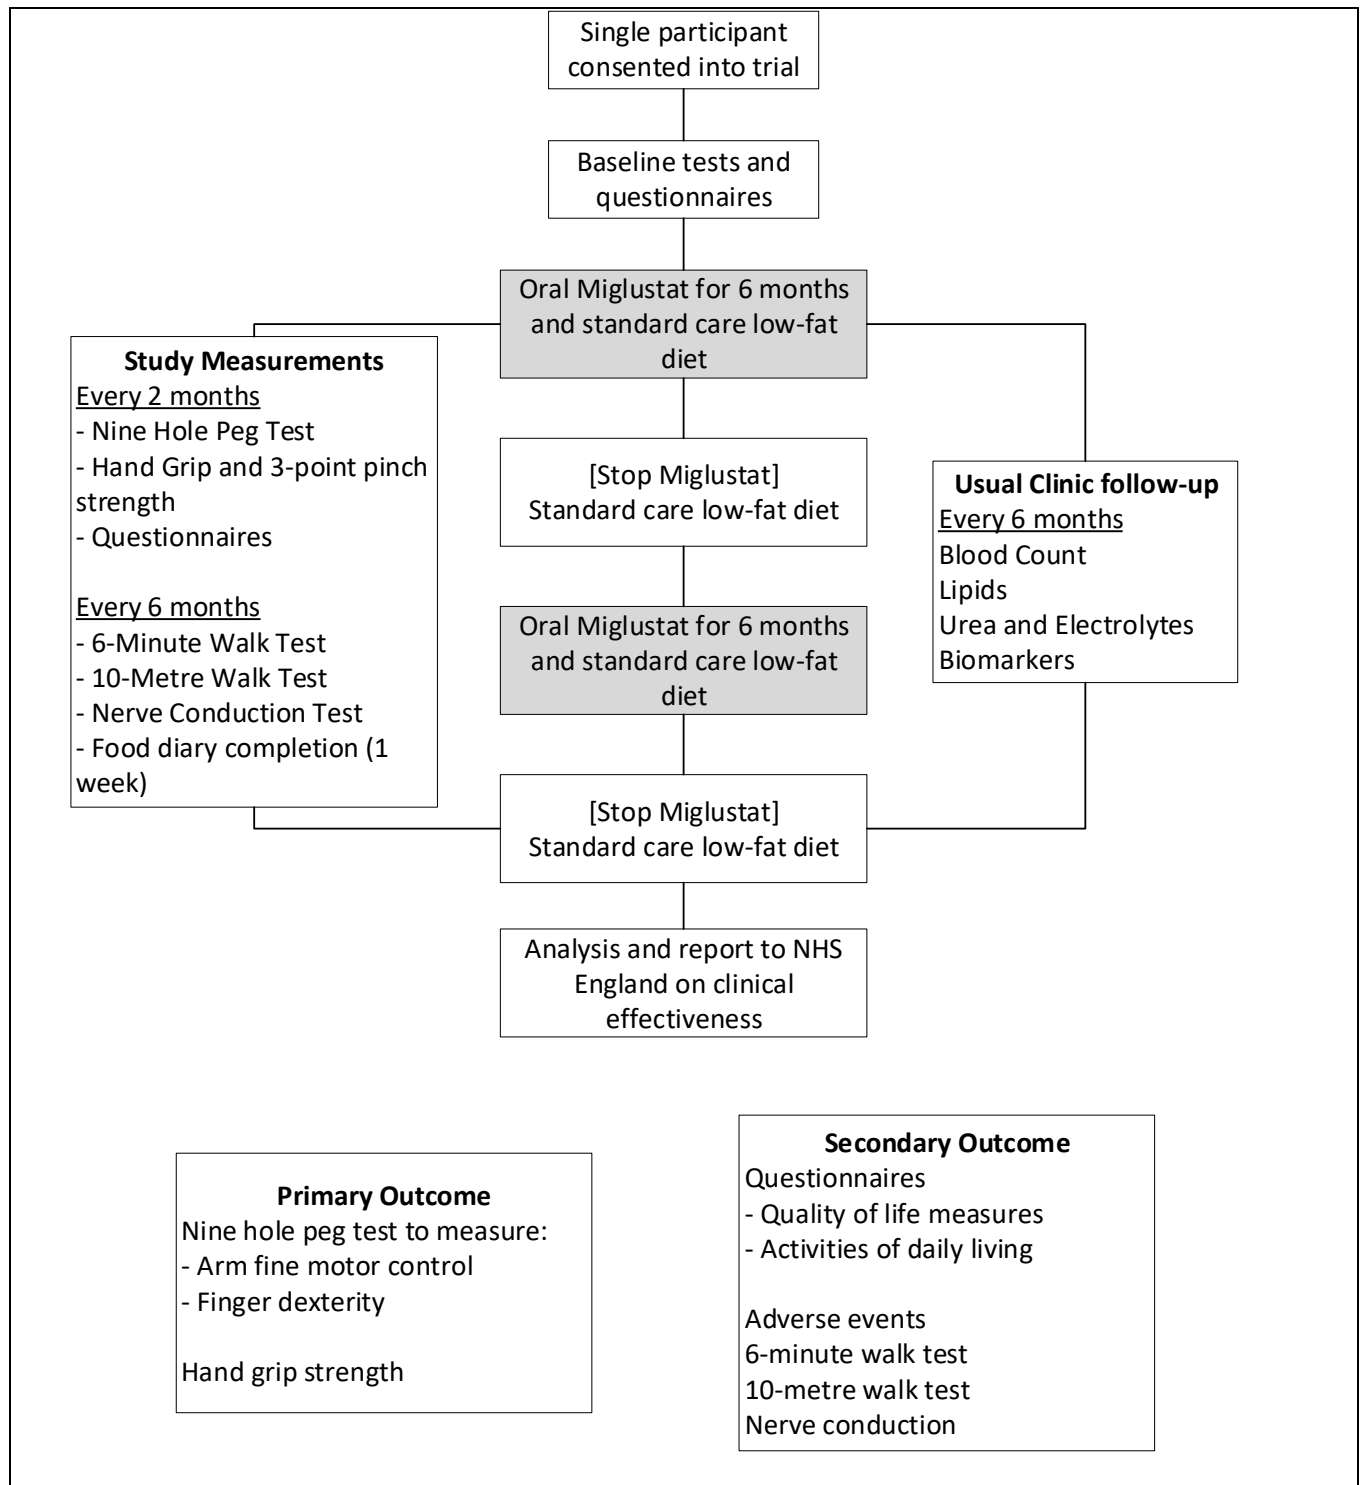 Single participant
consented into trial
Baseline tests and
questionnaires
Oral Miglustat for 6 months
and standard care low-fat
diet
Study Measurements
Every 2 months
- Nine Hole Peg Test
- Hand Grip and 3-point pinch
strength
- Questionnaires
Every 6 months
- 6-Minute Walk Test
- 10-Metre Walk Test
- Nerve Conduction Test
- Food diary completion (1
week)
[Stop Miglustat]
Standard care low-fat diet
Usual Clinic follow-up
Every 6 months
Blood Count
Lipids
Urea and Electrolytes
Biomarkers
Oral Miglustat for 6 months
and standard care low-fat
diet
[Stop Miglustat]
Standard care low-fat diet
Analysis and report to NHS
England on clinical
effectiveness
Primary Outcome
Nine hole peg test to measure:
- Arm fine motor control
- Finger dexterity
Hand grip strength
Secondary Outcome
Questionnaires
- Quality of life measures
- Activities of daily living
Adverse events
6-minute walk test
10-metre walk test
Nerve conduction